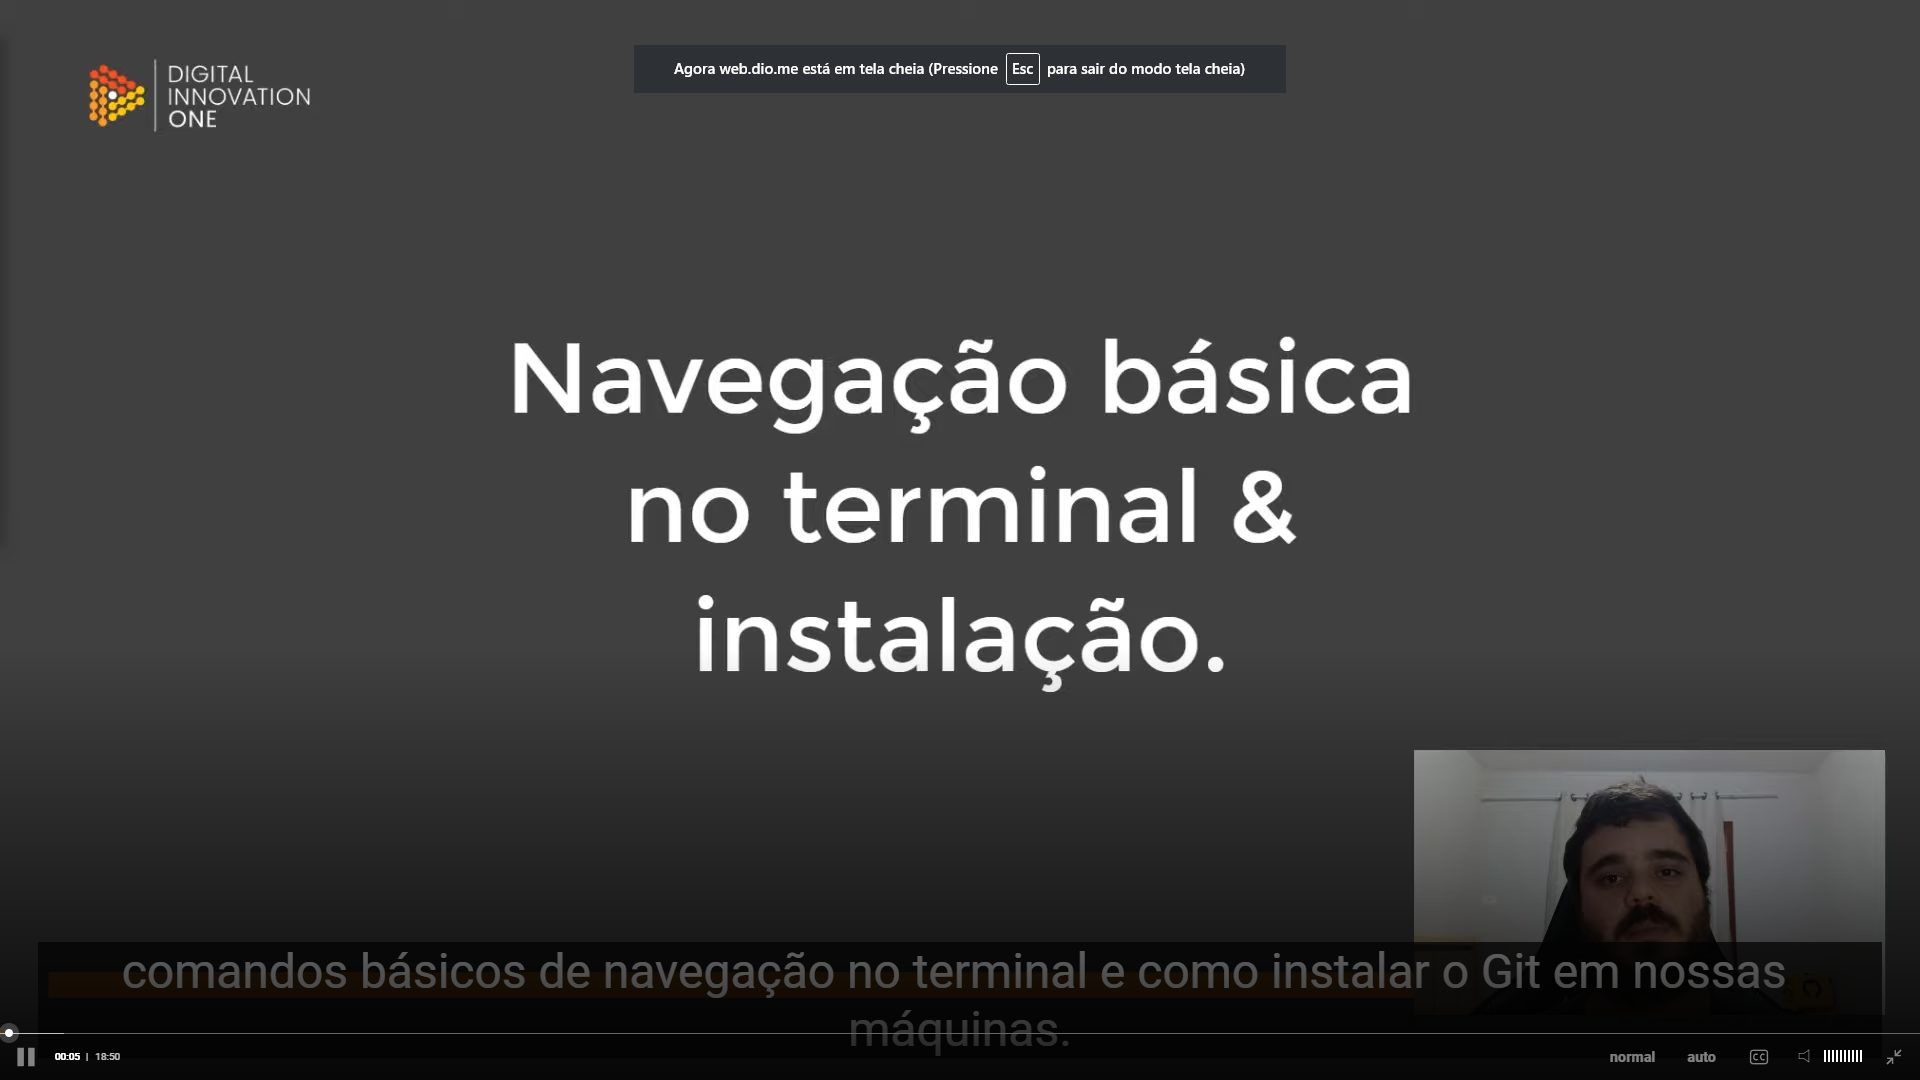 DIGITAL
INNOVATION
ONE
Agora web.dio.me está em tela cheia (Pressione Esc para sair do modo tela cheia)
Navegação básica
no terminal &
instalação.
comandos básicos de navegação no terminal e como instalar o Git em nossas
máquinas.
00:05 | 18:50
normal
auto
CC